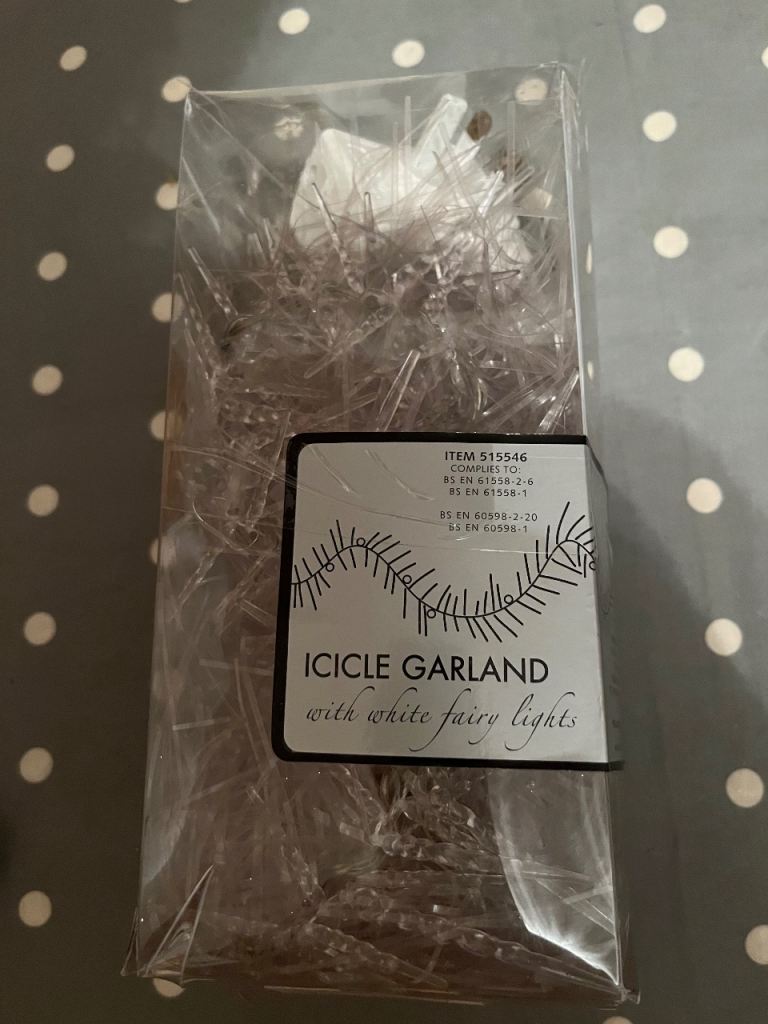 ITEM 515546
COMPLIES TO:
BS EN 61558-2-6
BS EN 61558-1
BS EN 60598-2-20
BS EN 60598-1
ICICLE GARLAND
with white fairy lights